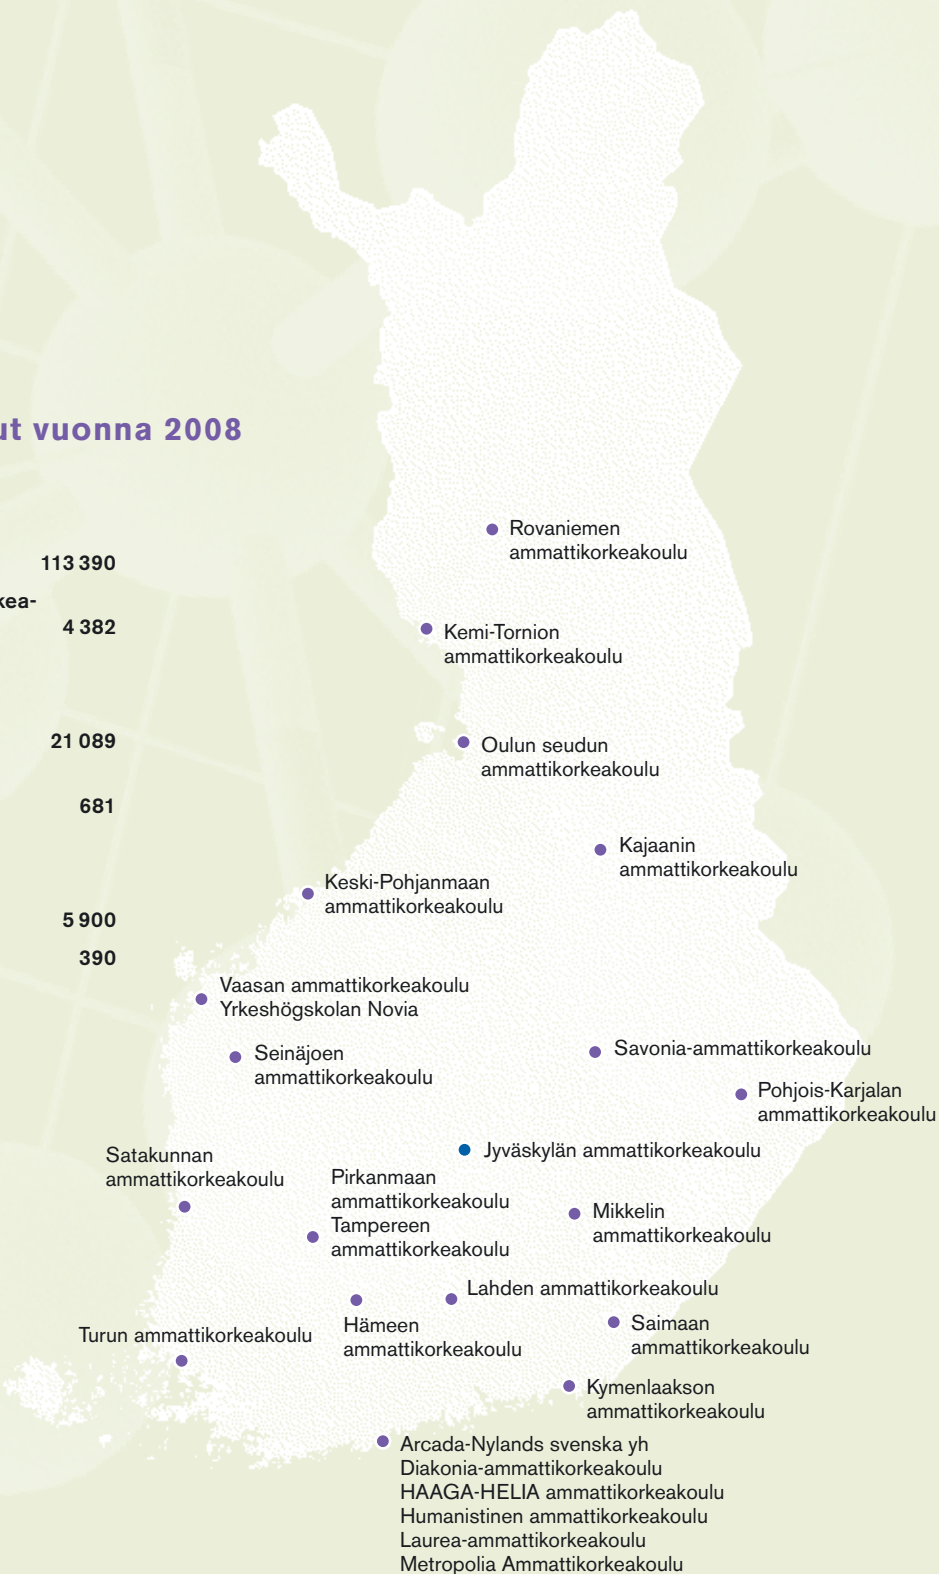 ut vuonna 2008
113 390
kea-
4 382
21 089
681
5 900
390
Rovaniemen
ammattikorkeakoulu
Kemi-Tornion
ammattikorkeakoulu
Oulun seudun
ammattikorkeakoulu
Kajaanin
ammattikorkeakoulu
Keski-Pohjanmaan
ammattikorkeakoulu
Vaasan ammattikorkeakoulu
Yrkeshögskolan Novia
Seinäjoen
ammattikorkeakoulu
Savonia-ammattikorkeakoulu
Pohjois-Karjalan
ammattikorkeakoulu
Jyväskylän ammattikorkeakoulu
Satakunnan
ammattikorkeakoulu
Pirkanmaan
ammattikorkeakoulu
Tampereen
ammattikorkeakoulu
Mikkelin
ammattikorkeakoulu
Lahden ammattikorkeakoulu
Hämeen
ammattikorkeakoulu
Saimaan
ammattikorkeakoulu
Turun ammattikorkeakoulu
Kymenlaakson
ammattikorkeakoulu
Arcada-Nylands svenska yh
Diakonia-ammattikorkeakoulu
HAAGA-HELIA ammattikorkeakoulu
Humanistinen ammattikorkeakoulu
Laurea-ammattikorkeakoulu
Metropolia Ammattikorkeakoulu